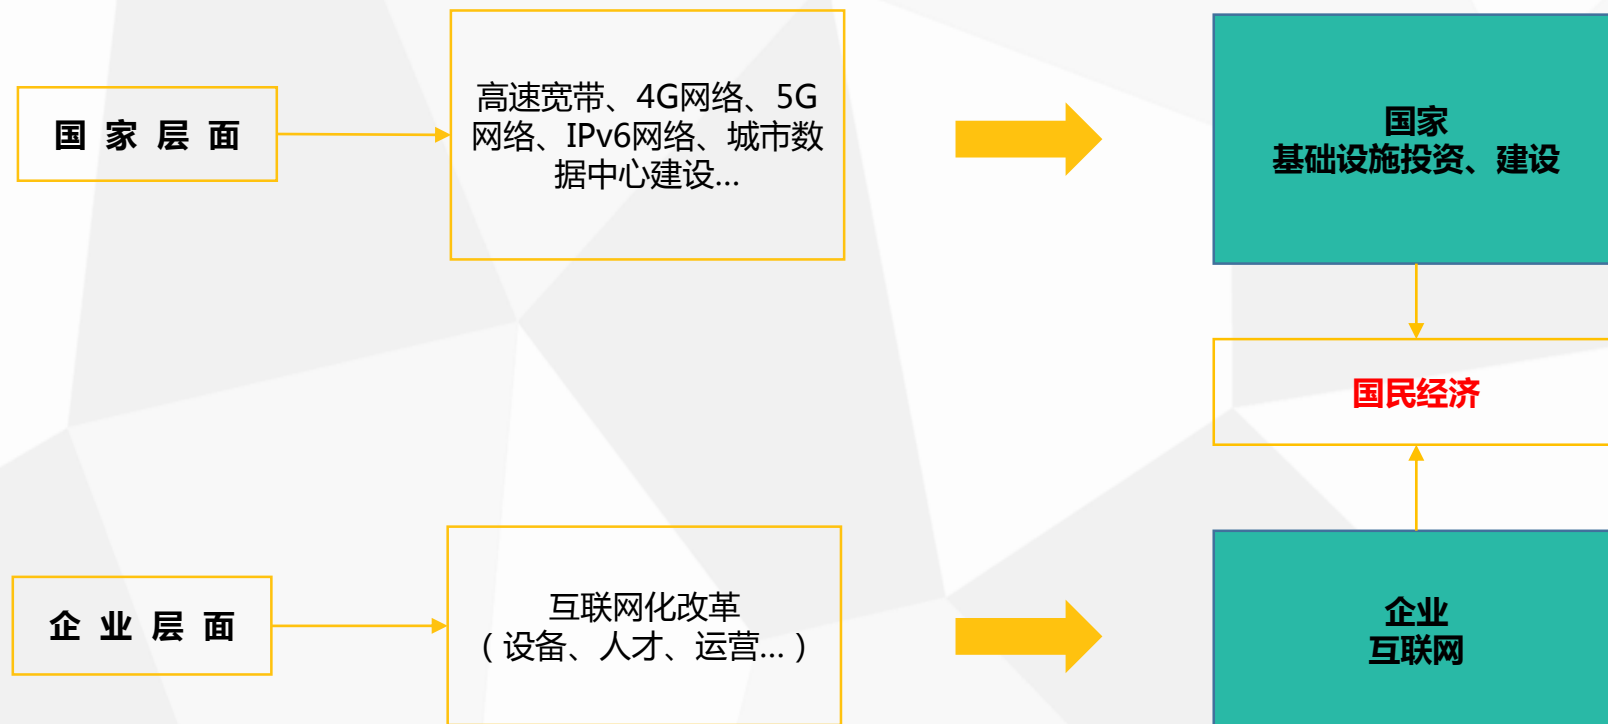 国家层面
高速宽带、4G网络、5G
网络、IPv6网络、城市数
据中心建设...
国家
基础设施投资、建设
国民经济
企业层面
互联网化改革
（设备、人才、运营...）
企业
互联网